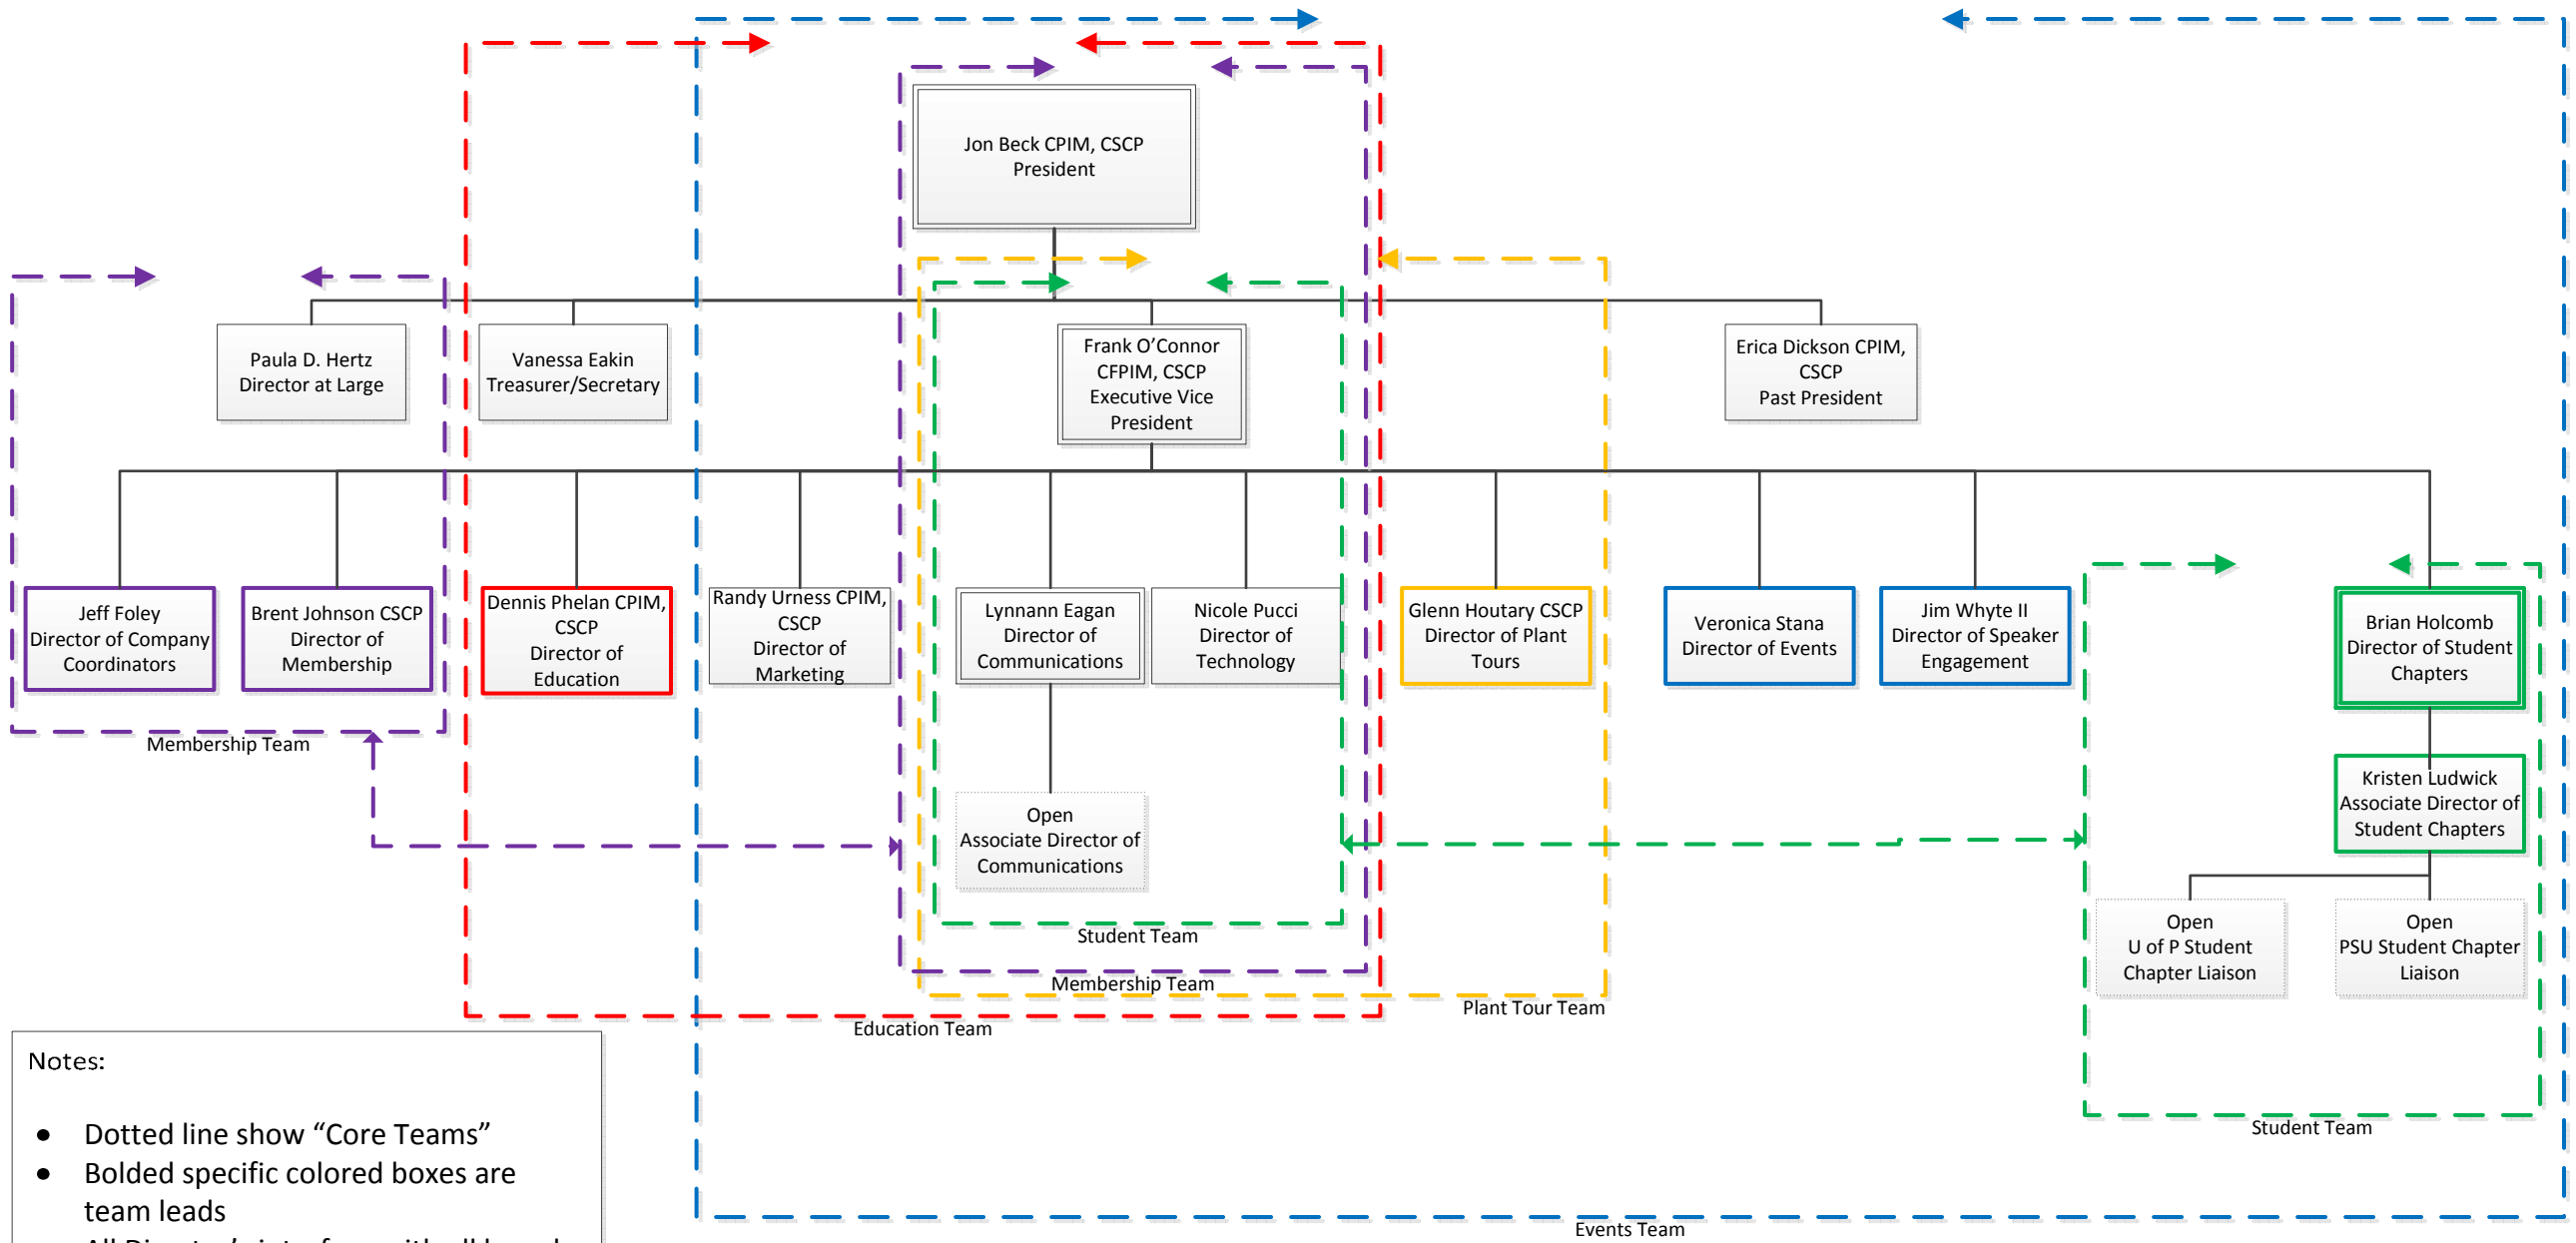 Jon Beck CPIM, CSCP
President
Paula D. Hertz
Director at Large
Vanessa Eakin
Treasurer/Secretary
Frank O’Connor
CFPIM, CSCP
Executive Vice
President
Erica Dickson CPIM,
CSCP
Past President
Jeff Foley
Director of Company
Coordinators
Brent Johnson CSCP
Director of
Membership
Dennis Phelan CPIM,
CSCP
Director of
Education
Randy Urness CPIM,
CSCP
Director of
Marketing
Lynnann Eagan
Director of
Communications
Nicole Pucci
Director of
Technology
Glenn Houtary CSCP
Director of Plant
Tours
Veronica Stana
Director of Events
Jim Whyte II
Director of Speaker
Engagement
Brian Holcomb
Director of Student
Chapters
Membership Team
Kristen Ludwick
Associate Director of
Student Chapters
Open
Associate Director of
Communications
Open
U of P Student
Chapter Liaison
Open
PSU Student Chapter
Liaison
Student Team
Membership Team
Plant Tour Team
Education Team
Student Team
Events Team
Notes:
● Dotted line show “Core Teams”
● Bolded specific colored boxes are
team leads